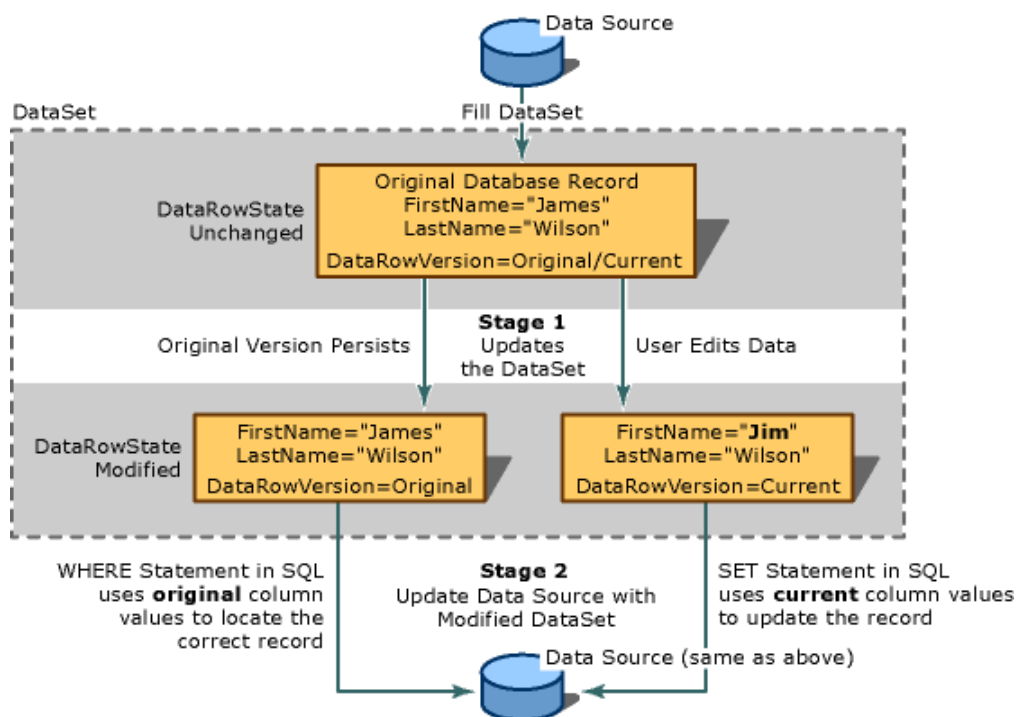 Data Source
DataSet
Fill DataSet
DataRowState
Unchanged
Original Database Record
FirstName="James"
LastName="Wilson"
DataRowVersion=Original/Current
Original Version Persists
Stage 1
Updates
the DataSet
User Edits Data
DataRowState
Modified
FirstName="James"
LastName="Wilson"
DataRowVersion=Original
FirstName="Jim"
LastName="Wilson"
DataRowVersion=Current
WHERE Statement in SQL
uses original column
values to locate the
correct record
Stage 2
Update Data Source with
Modified DataSet
SET Statement in SQL
uses current column values
to update the record
Data Source (same as above)